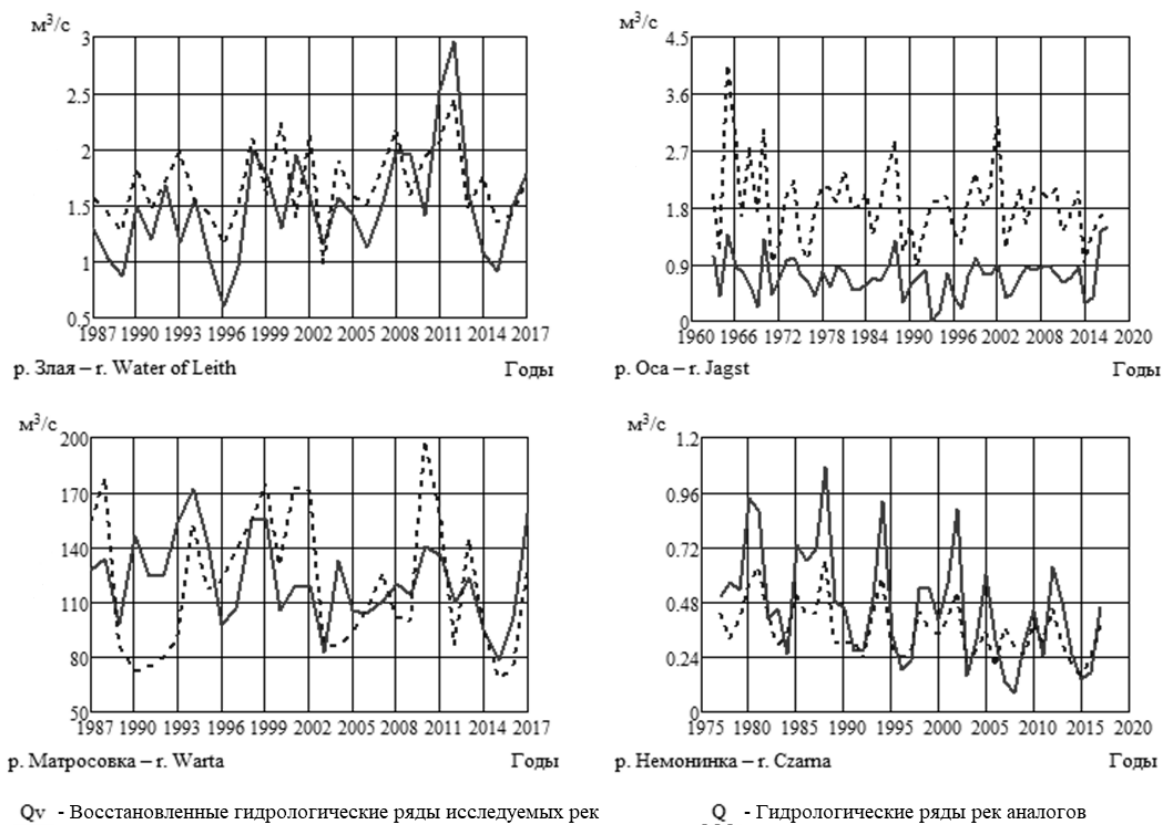 м³/с
3
2.5
2
1.5
1
0.5
1987 1990 1993 1996 1999 2002 2005 2008 2011 2014 2017
р. Злая – r. Water of Leith Годы
м³/с
4.5
3.6
2.7
1.8
0.9
0
1960 1966 1972 1978 1984 1990 1996 2002 2008 2014 2020
р. Оса – r. Jagst Годы
м³/с
200
170
140
110
80
50
1987 1990 1993 1996 1999 2002 2005 2008 2011 2014 2017
р. Матросовка – r. Warta Годы
м³/с
1.2
0.96
0.72
0.48
0.24
0
1975 1980 1985 1990 1995 2000 2005 2010 2015 2020
р. Немонинка – r. Czarna Годы
Qv - Восстановленные гидрологические ряды исследуемых рек
Q - Гидрологические ряды рек аналогов